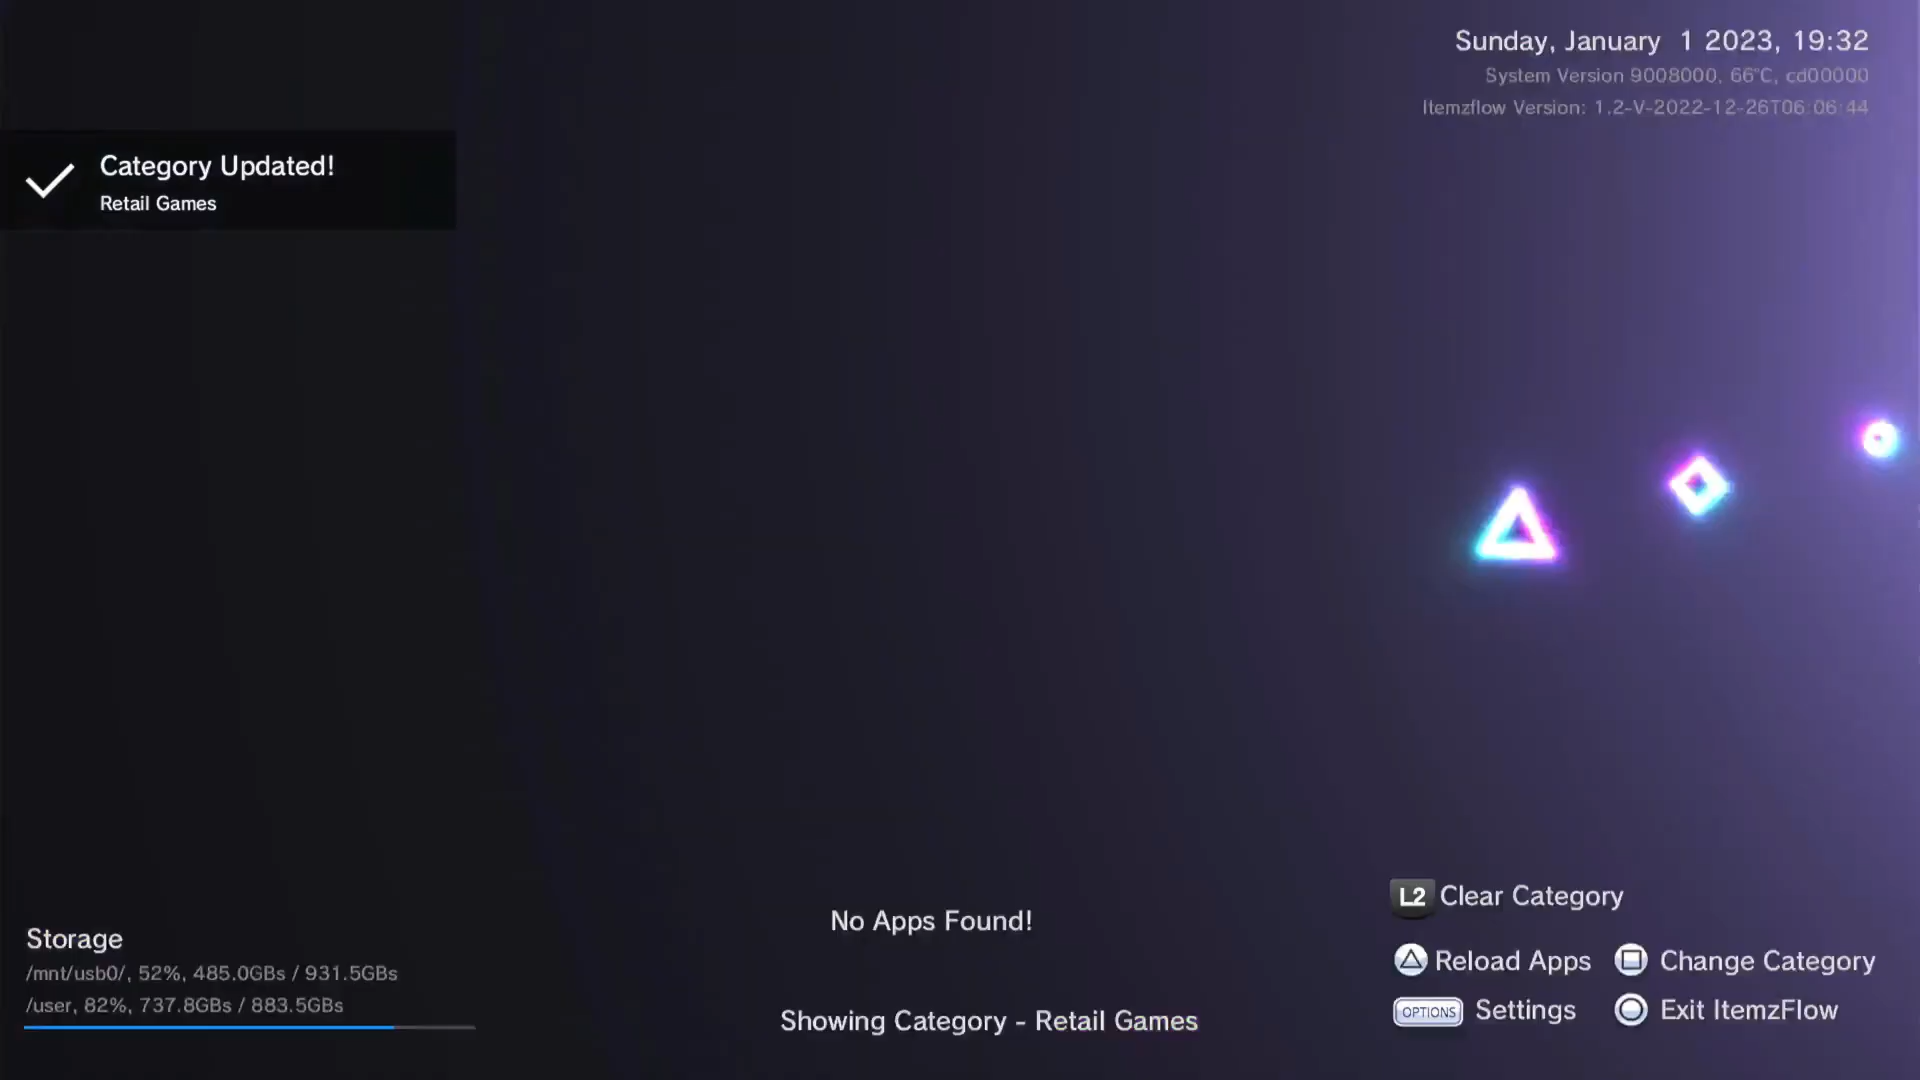 Sunday, January  1 2023, 19:32
System Version 9008000, 66°C, cd00000
Itemzflow Version: 1.2-V-2022-12-26T06:06:44
Category Updated!
Retail Games
Storage
/mnt/usb0/, 52%, 485.0GBs / 931.5GBs
/user, 82%, 737.8GBs / 883.5GBs
No Apps Found!
Showing Category - Retail Games
L2 Clear Category
Reload Apps Change Category
OPTIONS Settings Exit ItemzFlow